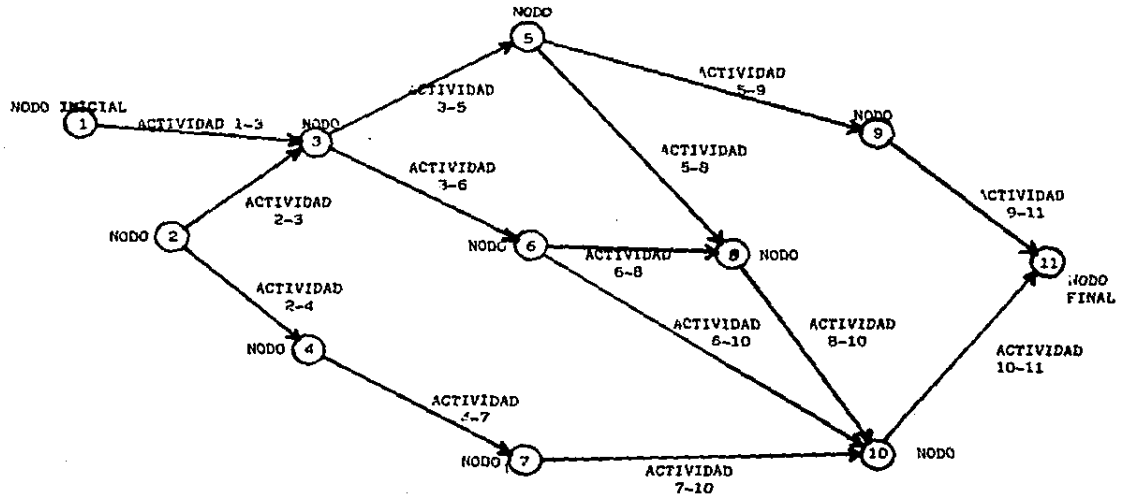 NODO
5
ACTIVIDAD
5-9
NODO INICIAL
1
ACTIVIDAD 1-3
ACTIVIDAD
3-5
NODO
3
NODO
9
ACTIVIDAD
3-6
ACTIVIDAD
5-8
ACTIVIDAD
2-3
ACTIVIDAD
9-11
NODO 2
NODO 6
ACTIVIDAD
6-8
8 NODO
11
NODO
FINAL
ACTIVIDAD
2-4
ACTIVIDAD
6-10
ACTIVIDAD
8-10
NODO 4
ACTIVIDAD
10-11
ACTIVIDAD
4-7
NODO 7
ACTIVIDAD
7-10
10 NODO